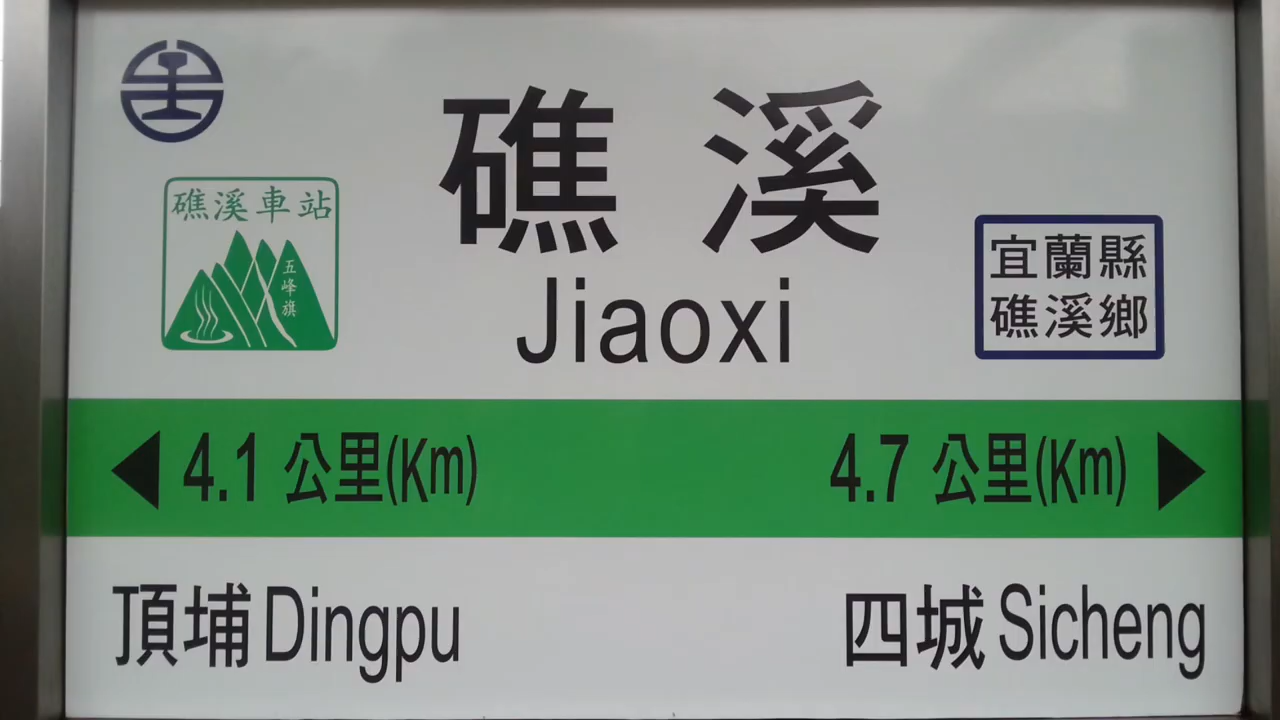 礁溪
Jiaoxi
礁溪車站
五峰旗
宜蘭縣
礁溪鄉
4.1 公里(Km)
4.7 公里(Km)
頂埔 Dingpu
四城 Sicheng